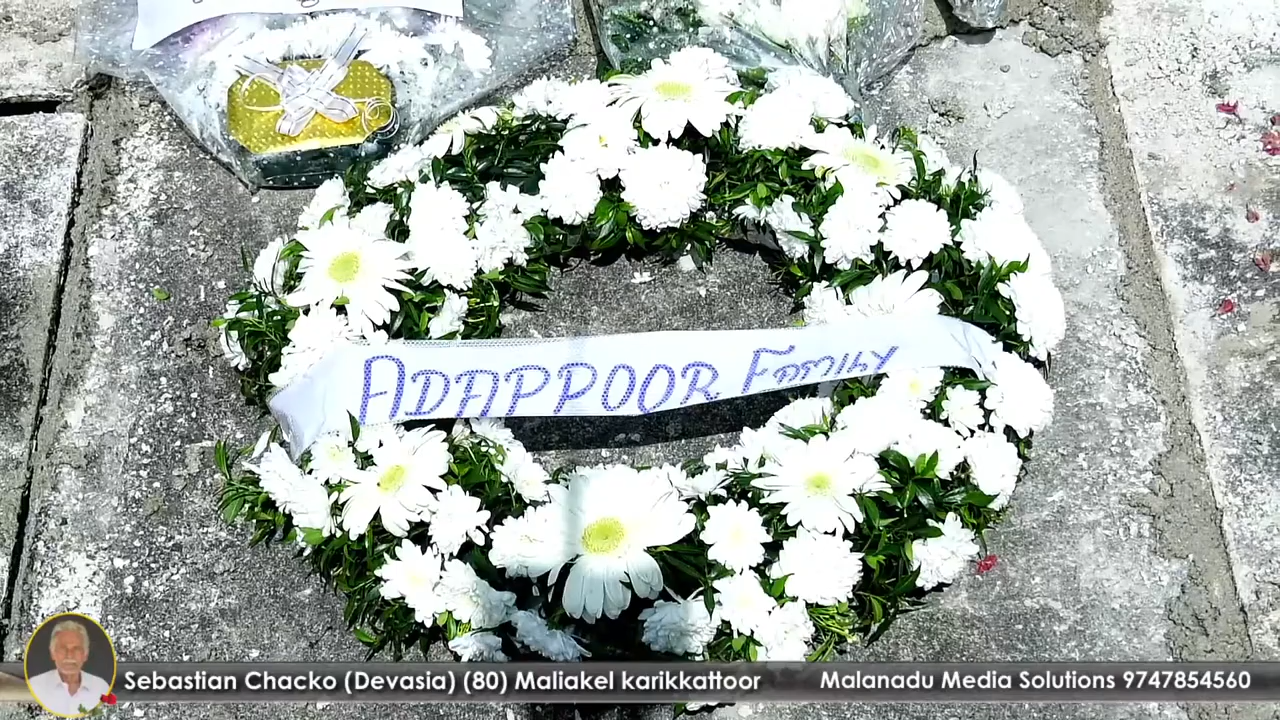 ADAPPOOR FAMILY
Sebastian Chacko (Devasia) (80) Maliakel karikkattoor
Malanadu Media Solutions 9747854560